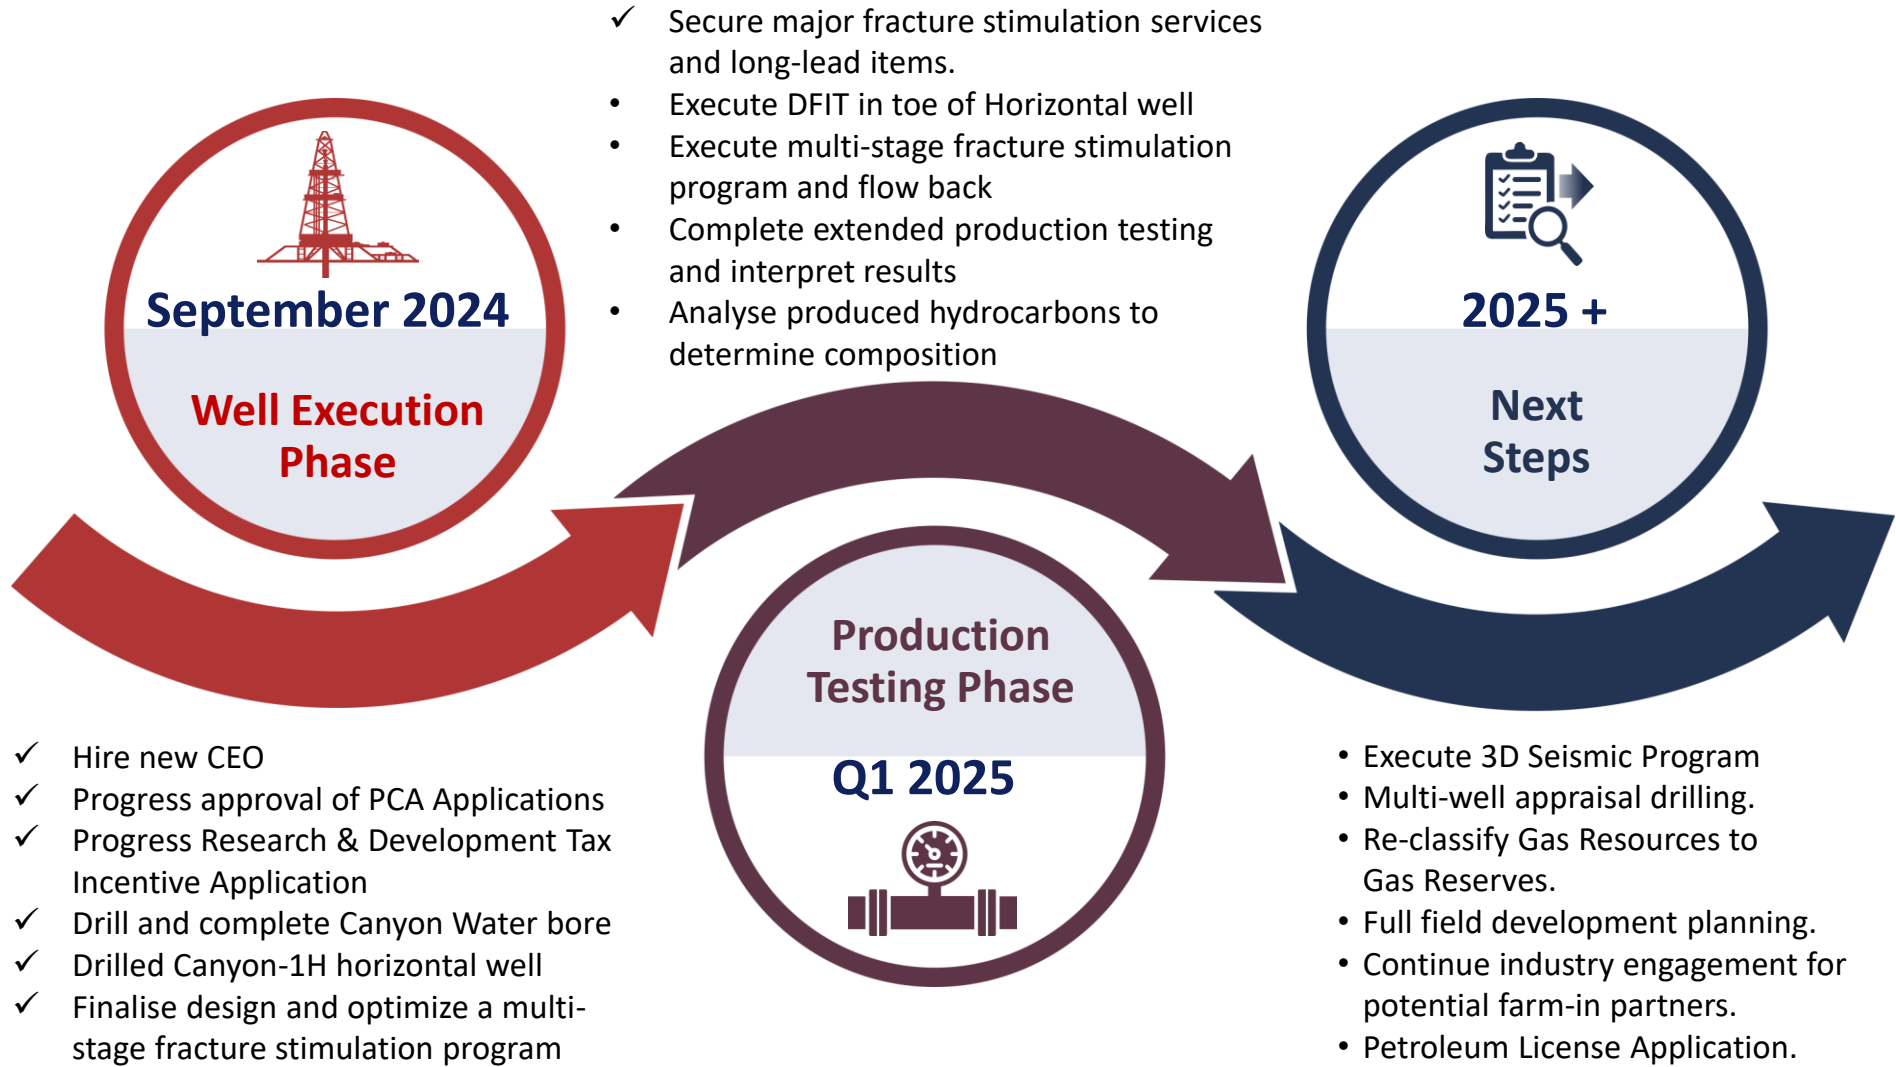 September 2024
Well Execution
Phase
✓ Hire new CEO
✓ Progress approval of PCA Applications
✓ Progress Research & Development Tax
Incentive Application
✓ Drill and complete Canyon Water bore
✓ Drilled Canyon-1H horizontal well
✓ Finalise design and optimize a multi-
stage fracture stimulation program
✓ Secure major fracture stimulation services
and long-lead items.
• Execute DFIT in toe of Horizontal well
• Execute multi-stage fracture stimulation
program and flow back
• Complete extended production testing
and interpret results
• Analyse produced hydrocarbons to
determine composition
Production
Testing Phase
Q1 2025
2025 +
Next
Steps
• Execute 3D Seismic Program
• Multi-well appraisal drilling.
• Re-classify Gas Resources to
Gas Reserves.
• Full field development planning.
• Continue industry engagement for
potential farm-in partners.
• Petroleum License Application.